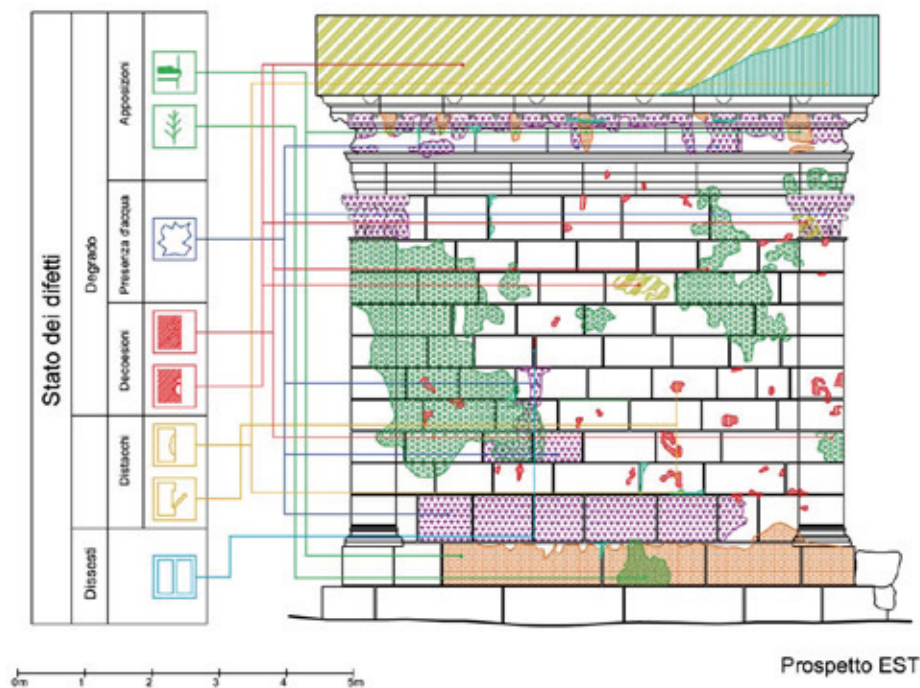 Stato dei difetti
Degrado
Dissesti
Apposizioni
Presenza d'acqua
Decoesioni
Distacchi
0m 1 2 3 4 5m
Prospetto EST